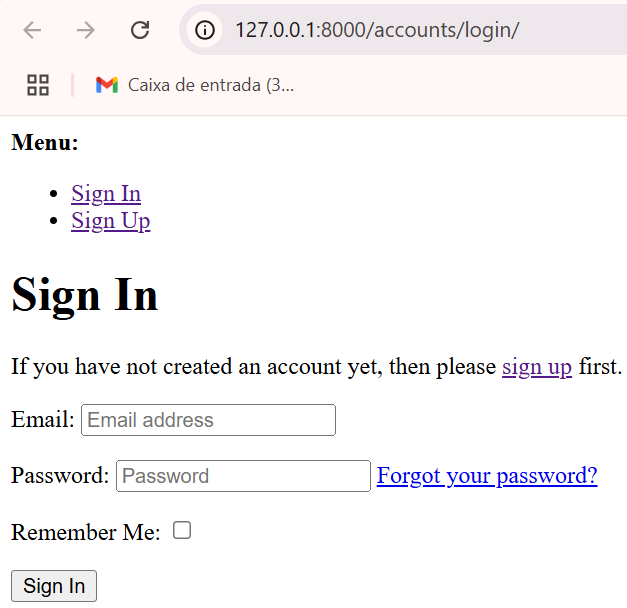 127.0.0.1:8000/accounts/login/
Caixa de entrada (3...
Menu:
Sign In
Sign Up
Sign In
If you have not created an account yet, then please sign up first.
Email: Email address
Password: Password Forgot your password?
Remember Me:
Sign In